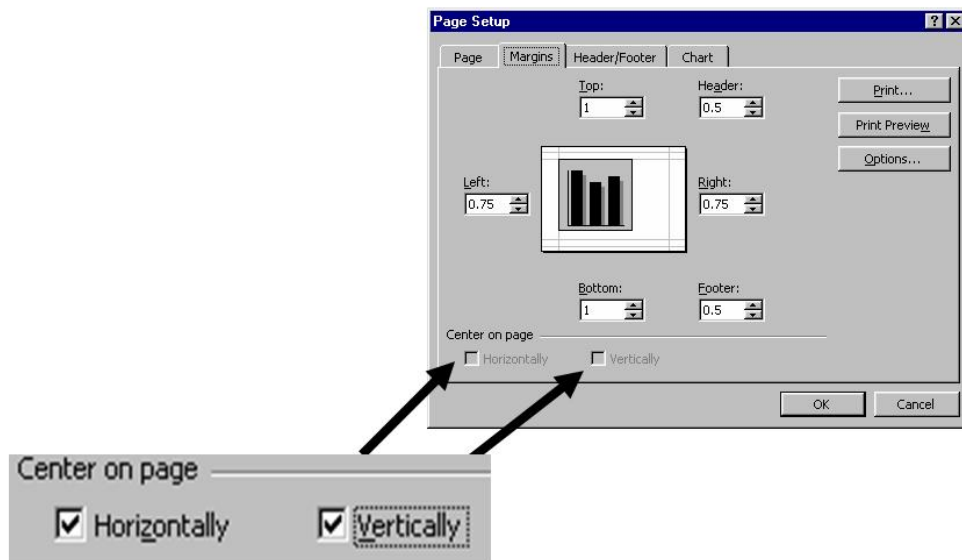 Page Setup
Page Margins Header/Footer Chart
Top: Header:
1 0.5
Print...
Print Preview
Options...
Left: Right:
0.75 0.75
Bottom: Footer:
1 0.5
Center on page
Horizontally Vertically
OK Cancel
Center on page
Horizontally Vertically